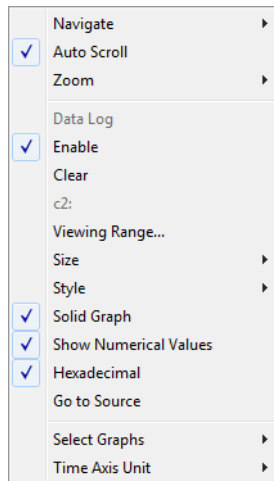 Navigate
Auto Scroll
Zoom
Data Log
Enable
Clear
c2:
Viewing Range...
Size
Style
Solid Graph
Show Numerical Values
Hexadecimal
Go to Source
Select Graphs
Time Axis Unit